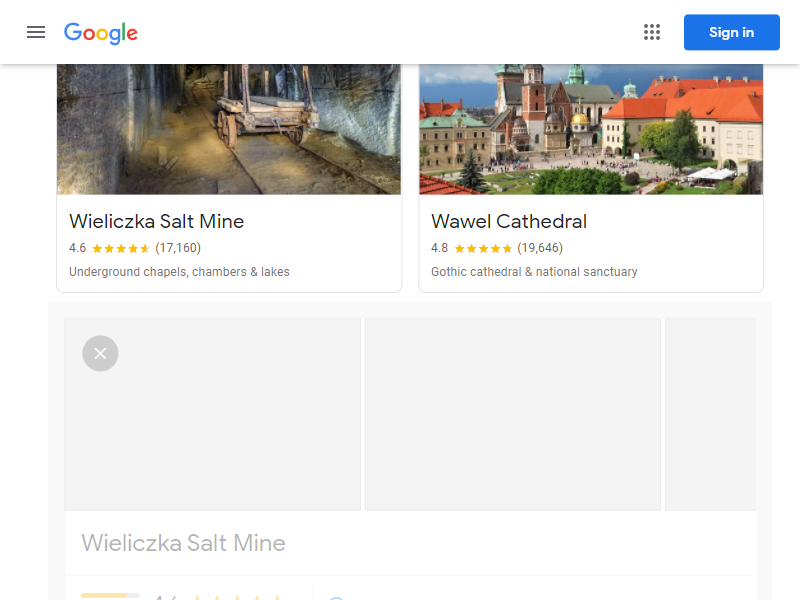 Google
Sign in
Wieliczka Salt Mine
4.6 (17,160)
Underground chapels, chambers & lakes
Wawel Cathedral
4.8 (19,646)
Gothic cathedral & national sanctuary
Wieliczka Salt Mine